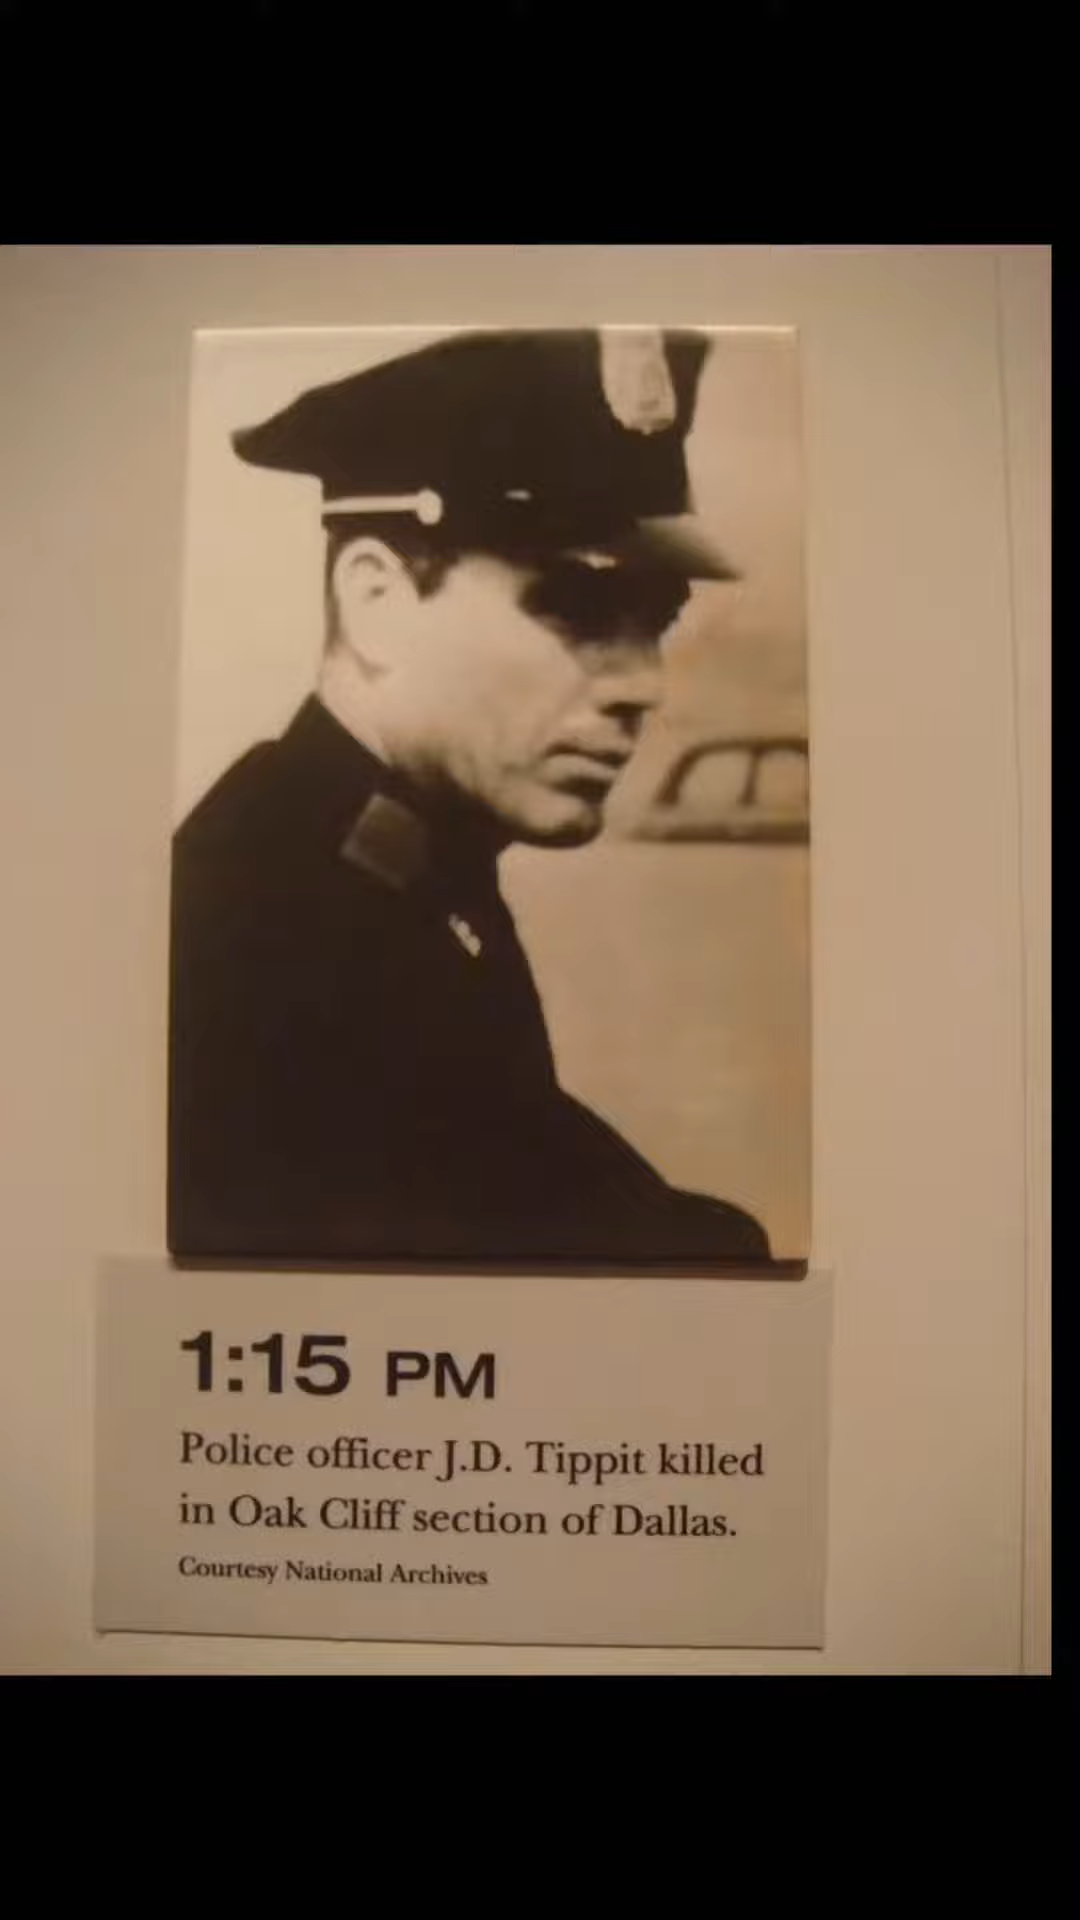 1:15 PM
Police officer J.D. Tippit killed
in Oak Cliff section of Dallas.
Courtesy National Archives